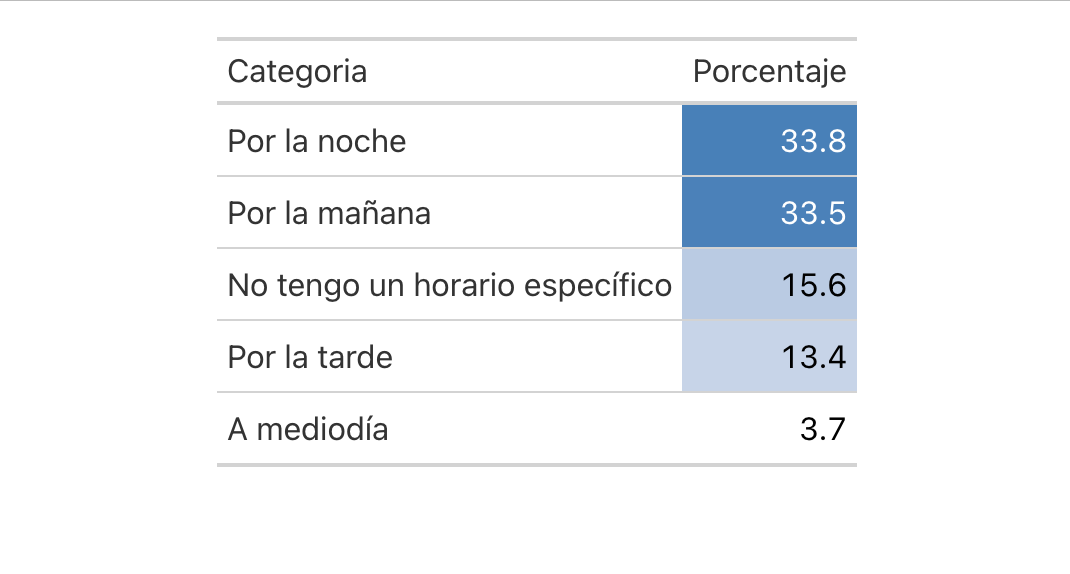 Categoria Porcentaje
Por la noche 33.8
Por la mañana 33.5
No tengo un horario específico 15.6
Por la tarde 13.4
A mediodía 3.7